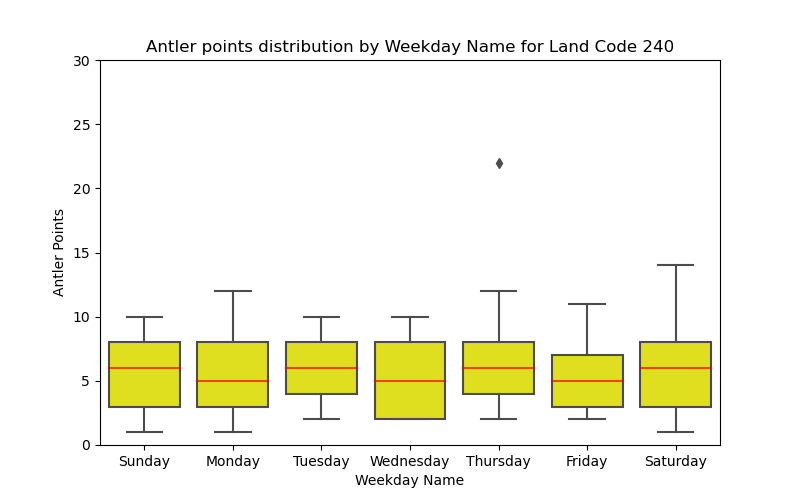 Antler points distribution by Weekday Name for Land Code 240
30
25
20
15
10
5
0
Antler Points
Sunday Monday Tuesday Wednesday Thursday Friday Saturday
Weekday Name